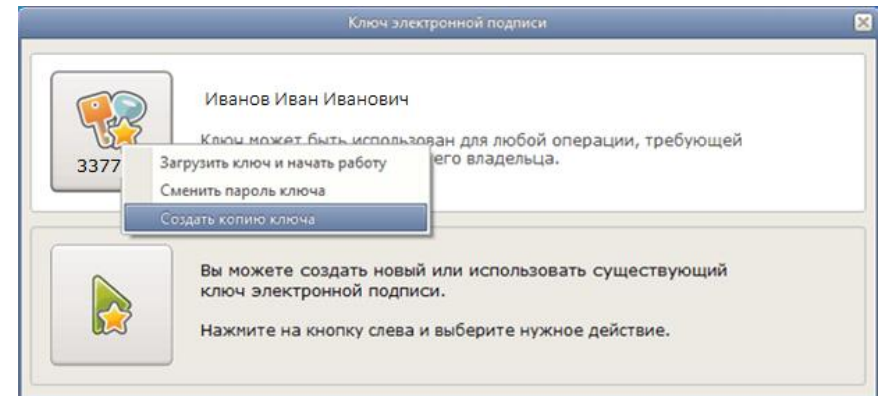 Ключ электронной подписи
Иванов Иван Иванович
Ключ может быть использован для любой операции, требующей
3377
его владельца.
Загрузить ключ и начать работу
Сменить пароль ключа
Создать копию ключа
Вы можете создать новый или использовать существующий
ключ электронной подписи.
Нажмите на кнопку слева и выберите нужное действие.